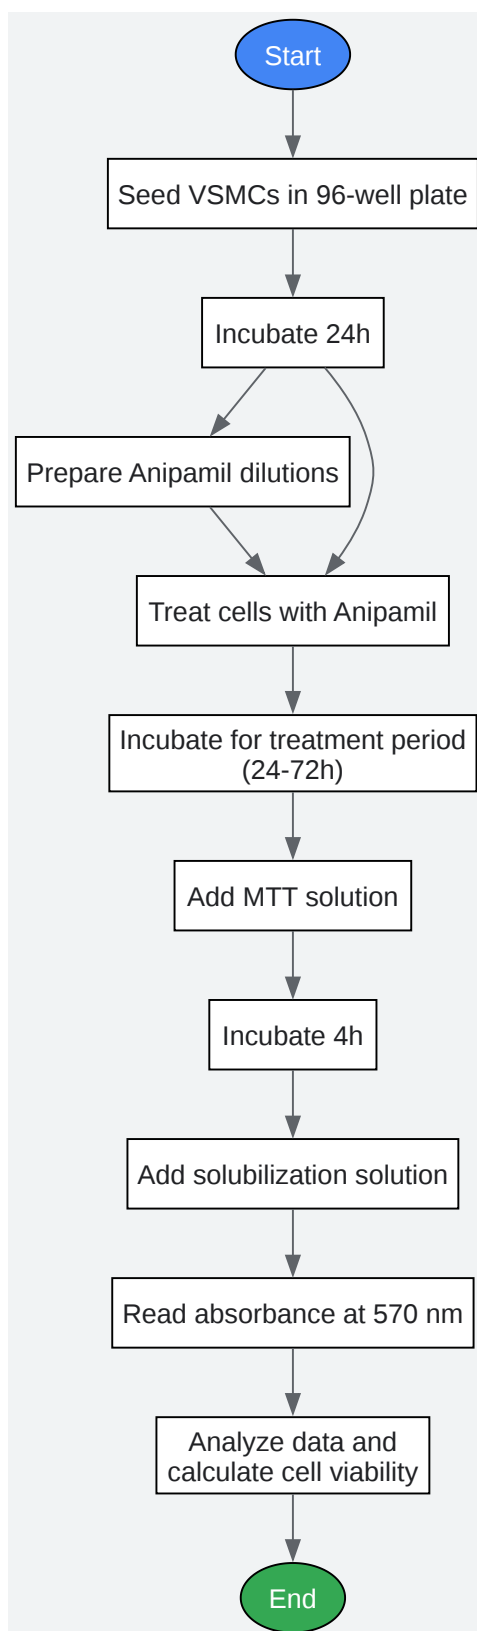 Start
Seed VSMCs in 96-well plate
Incubate 24h
Prepare Anipamil dilutions
Treat cells with Anipamil
Incubate for treatment period
(24-72h)
Add MTT solution
Incubate 4h
Add solubilization solution
Read absorbance at 570 nm
Analyze data and
calculate cell viability
End